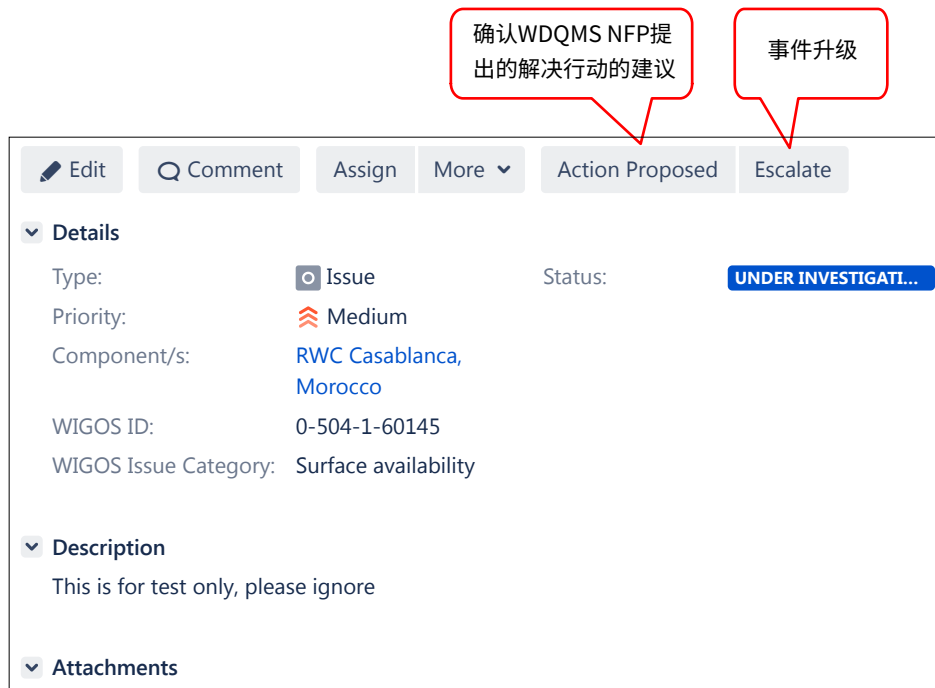 确认WDQMS NFP提
出的解决行动的建议
事件升级
Edit Comment Assign More Action Proposed Escalate
Details
Type: Issue Status: UNDER INVESTIGATI...
Priority: Medium
Component/s: RWC Casablanca,
Morocco
WIGOS ID: 0-504-1-60145
WIGOS Issue Category: Surface availability
Description
This is for test only, please ignore
Attachments